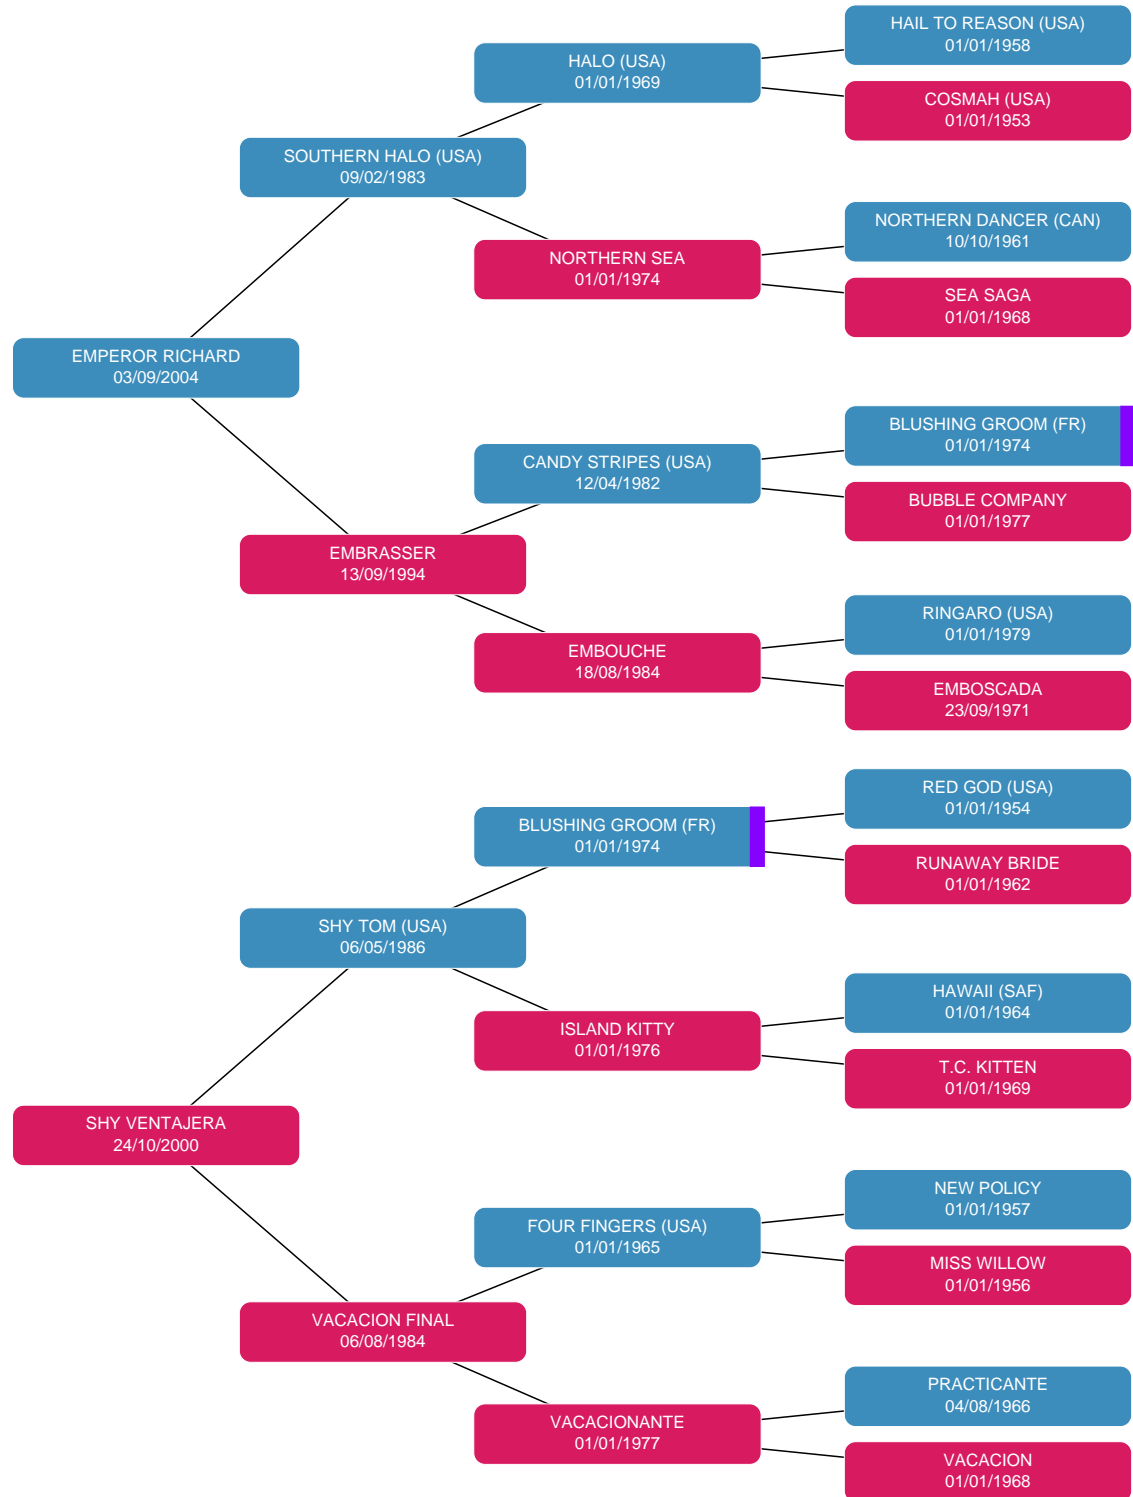 HAIL TO REASON (USA)
01/01/1958
HALO (USA)
01/01/1969
COSMAH (USA)
01/01/1953
SOUTHERN HALO (USA)
09/02/1983
NORTHERN DANCER (CAN)
10/10/1961
NORTHERN SEA
01/01/1974
SEA SAGA
01/01/1968
EMPEROR RICHARD
03/09/2004
BLUSHING GROOM (FR)
01/01/1974
CANDY STRIPES (USA)
12/04/1982
BUBBLE COMPANY
01/01/1977
EMBRASSER
13/09/1994
RINGARO (USA)
01/01/1979
EMBOUCHE
18/08/1984
EMBOSCADA
23/09/1971
RED GOD (USA)
01/01/1954
BLUSHING GROOM (FR)
01/01/1974
RUNAWAY BRIDE
01/01/1962
SHY TOM (USA)
06/05/1986
HAWAII (SAF)
01/01/1964
ISLAND KITTY
01/01/1976
T.C. KITTEN
01/01/1969
SHY VENTAJERA
24/10/2000
NEW POLICY
01/01/1957
FOUR FINGERS (USA)
01/01/1965
MISS WILLOW
01/01/1956
VACACION FINAL
06/08/1984
PRACTICANTE
04/08/1966
VACACIONANTE
01/01/1977
VACACION
01/01/1968